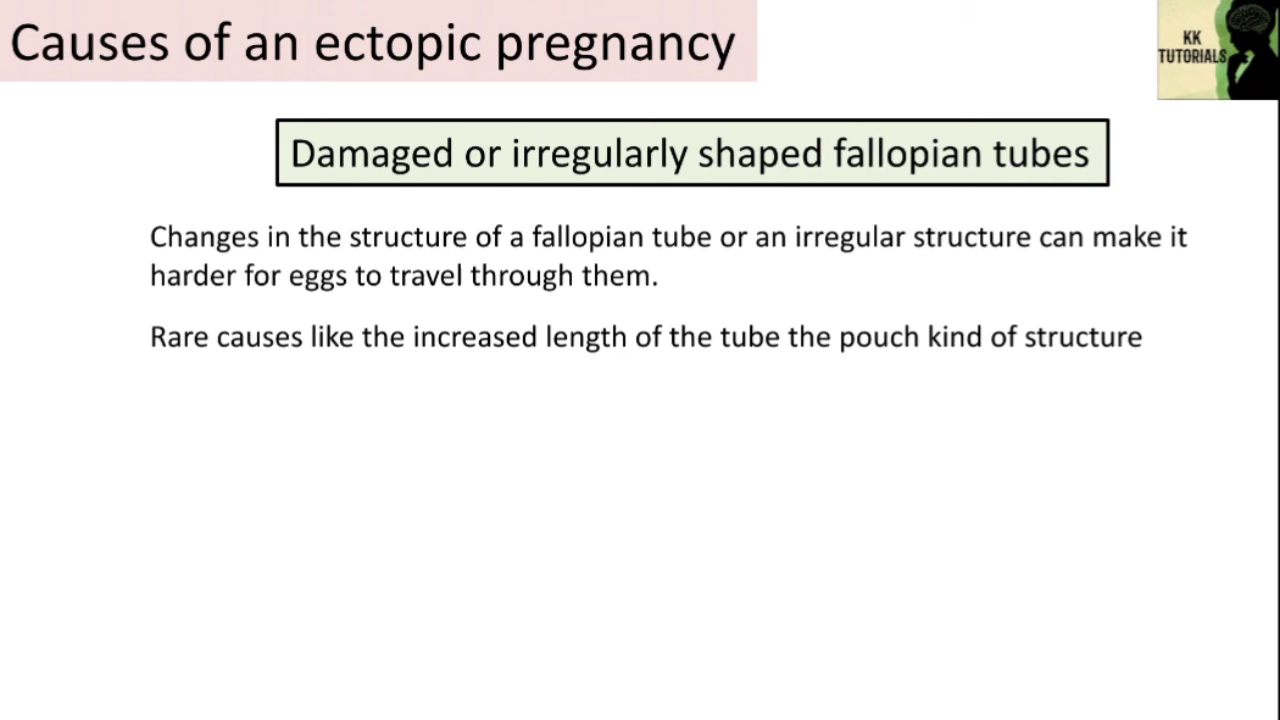 Causes of an ectopic pregnancy
KK
TUTORIALS
Damaged or irregularly shaped fallopian tubes
Changes in the structure of a fallopian tube or an irregular structure can make it
harder for eggs to travel through them.
Rare causes like the increased length of the tube the pouch kind of structure